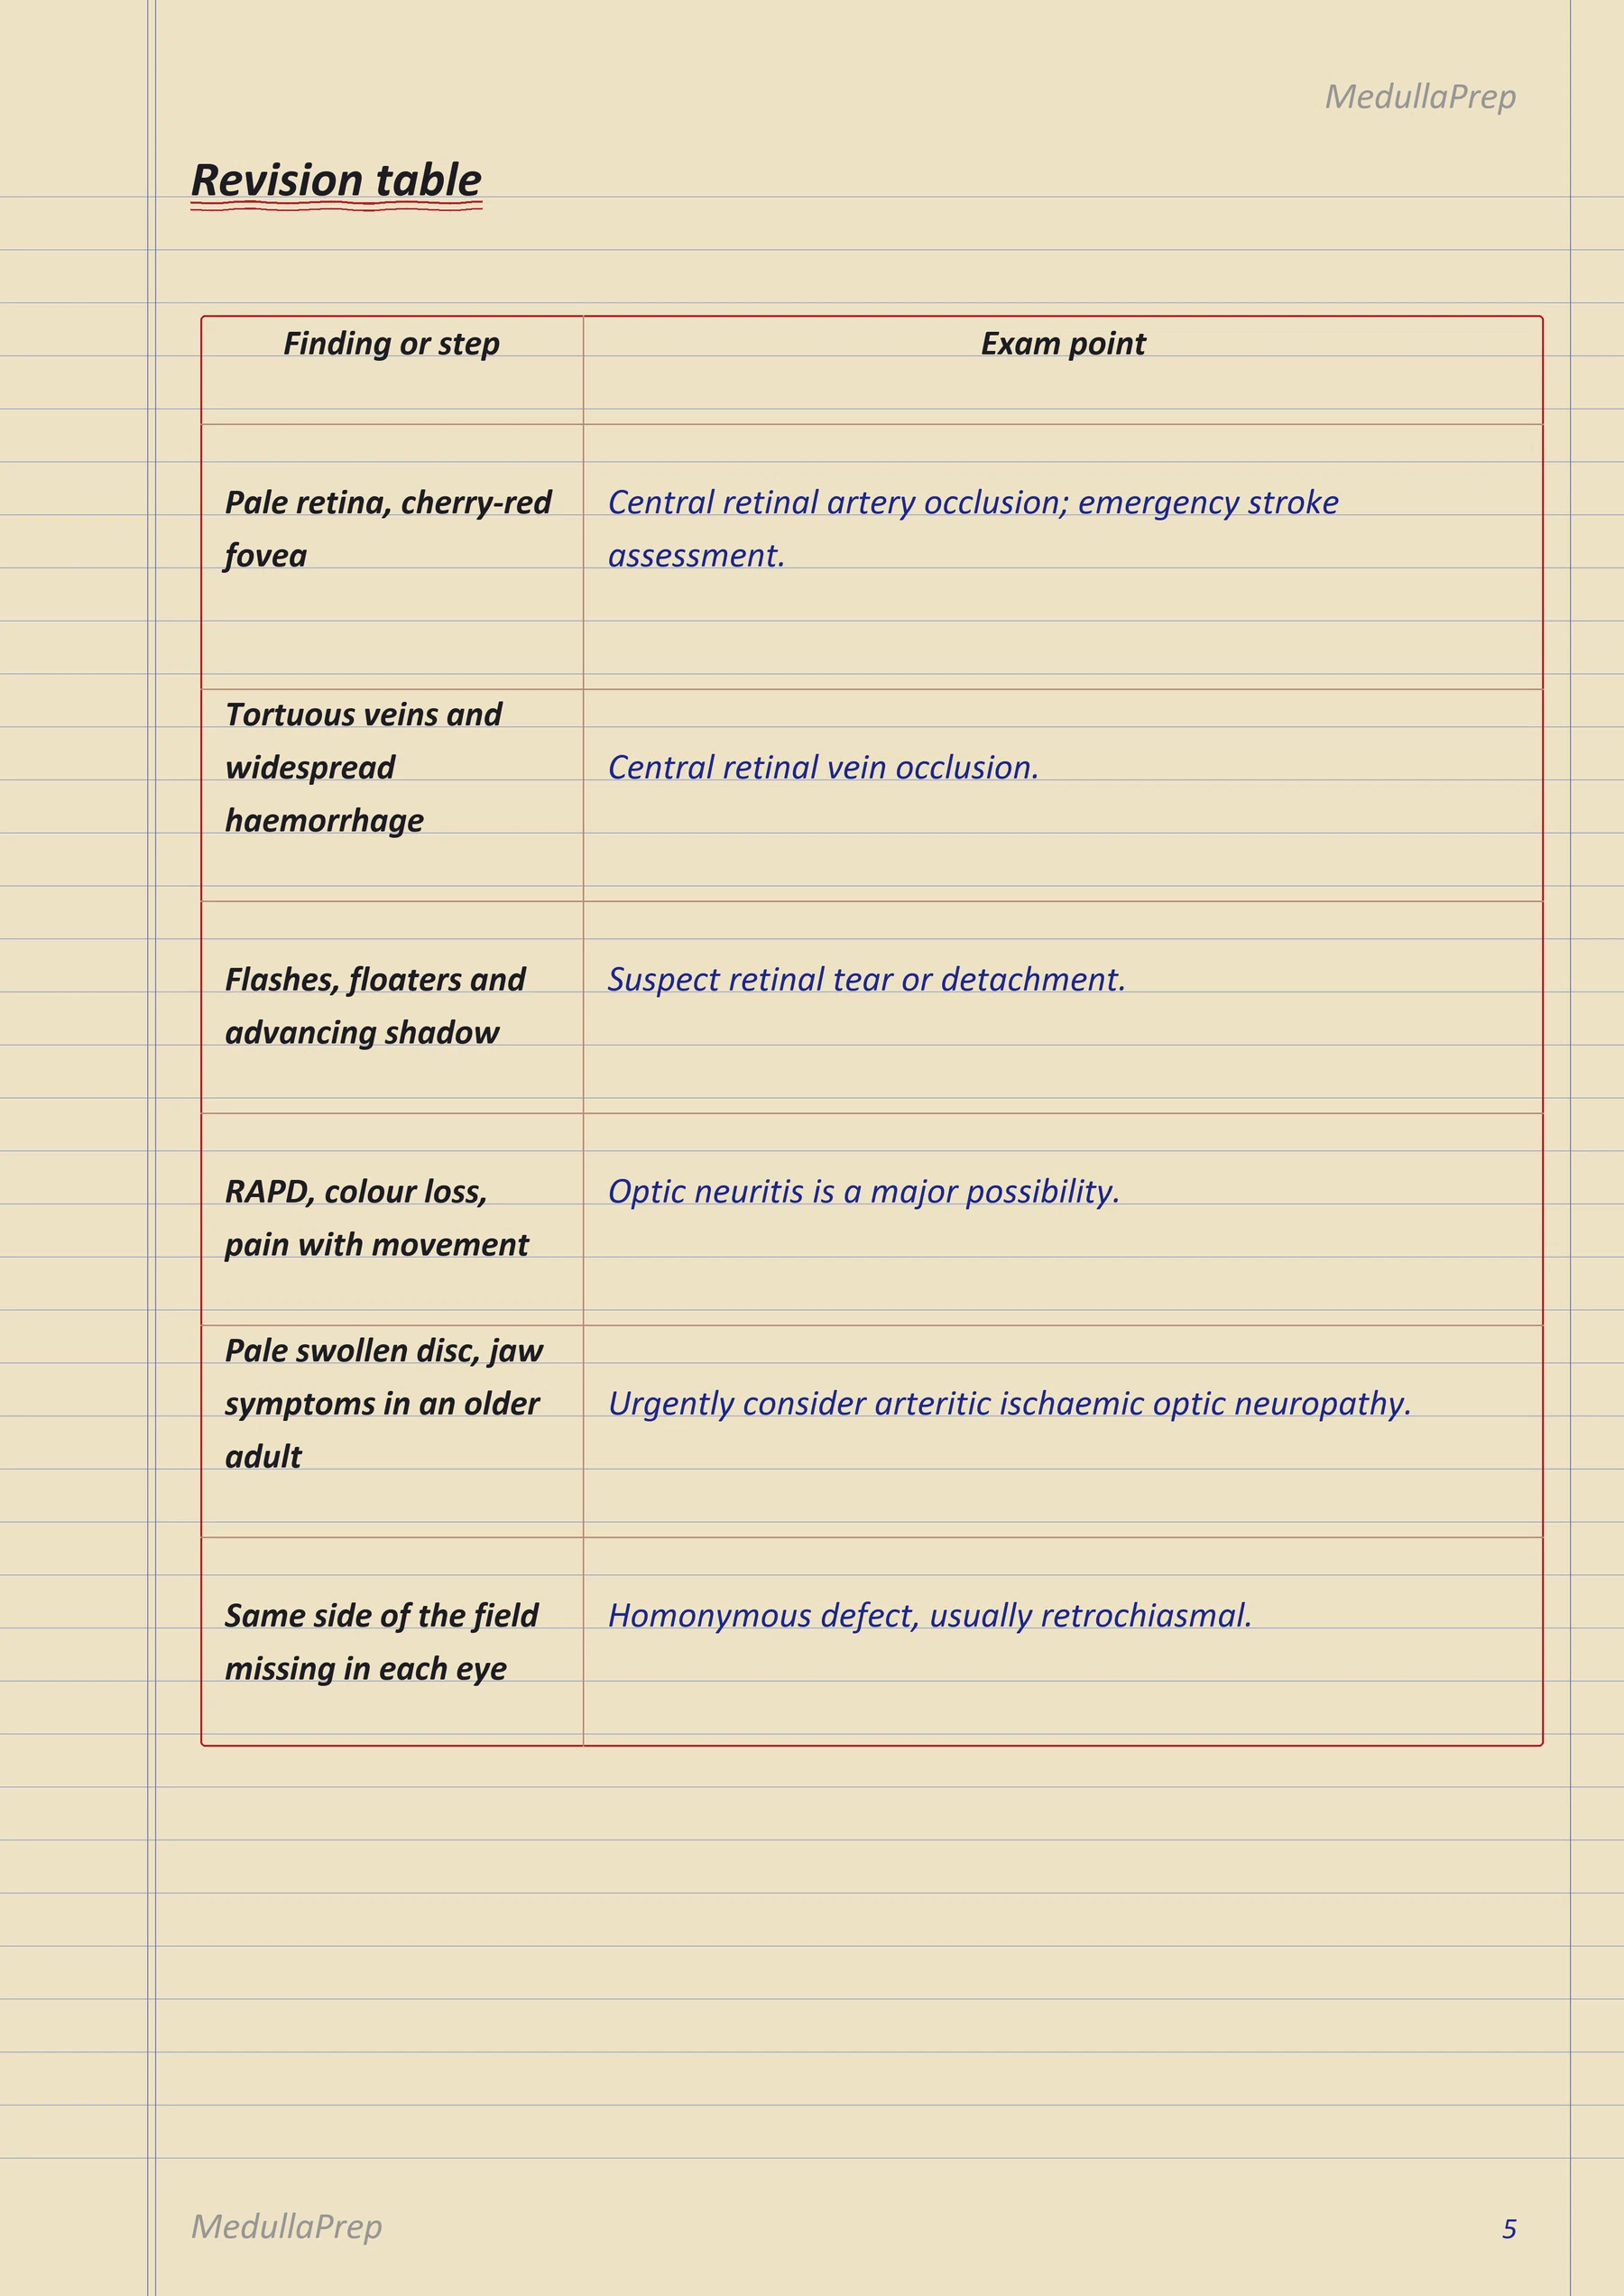 MedullaPrep
Revision table
Finding or step
Exam point
Pale retina, cherry-red
fovea
Central retinal artery occlusion; emergency stroke
assessment.
Tortuous veins and
widespread
haemorrhage
Central retinal vein occlusion.
Flashes, floaters and
advancing shadow
Suspect retinal tear or detachment.
RAPD, colour loss,
pain with movement
Optic neuritis is a major possibility.
Pale swollen disc, jaw
symptoms in an older
adult
Urgently consider arteritic ischaemic optic neuropathy.
Same side of the field
missing in each eye
Homonymous defect, usually retrochiasmal.
MedullaPrep
5